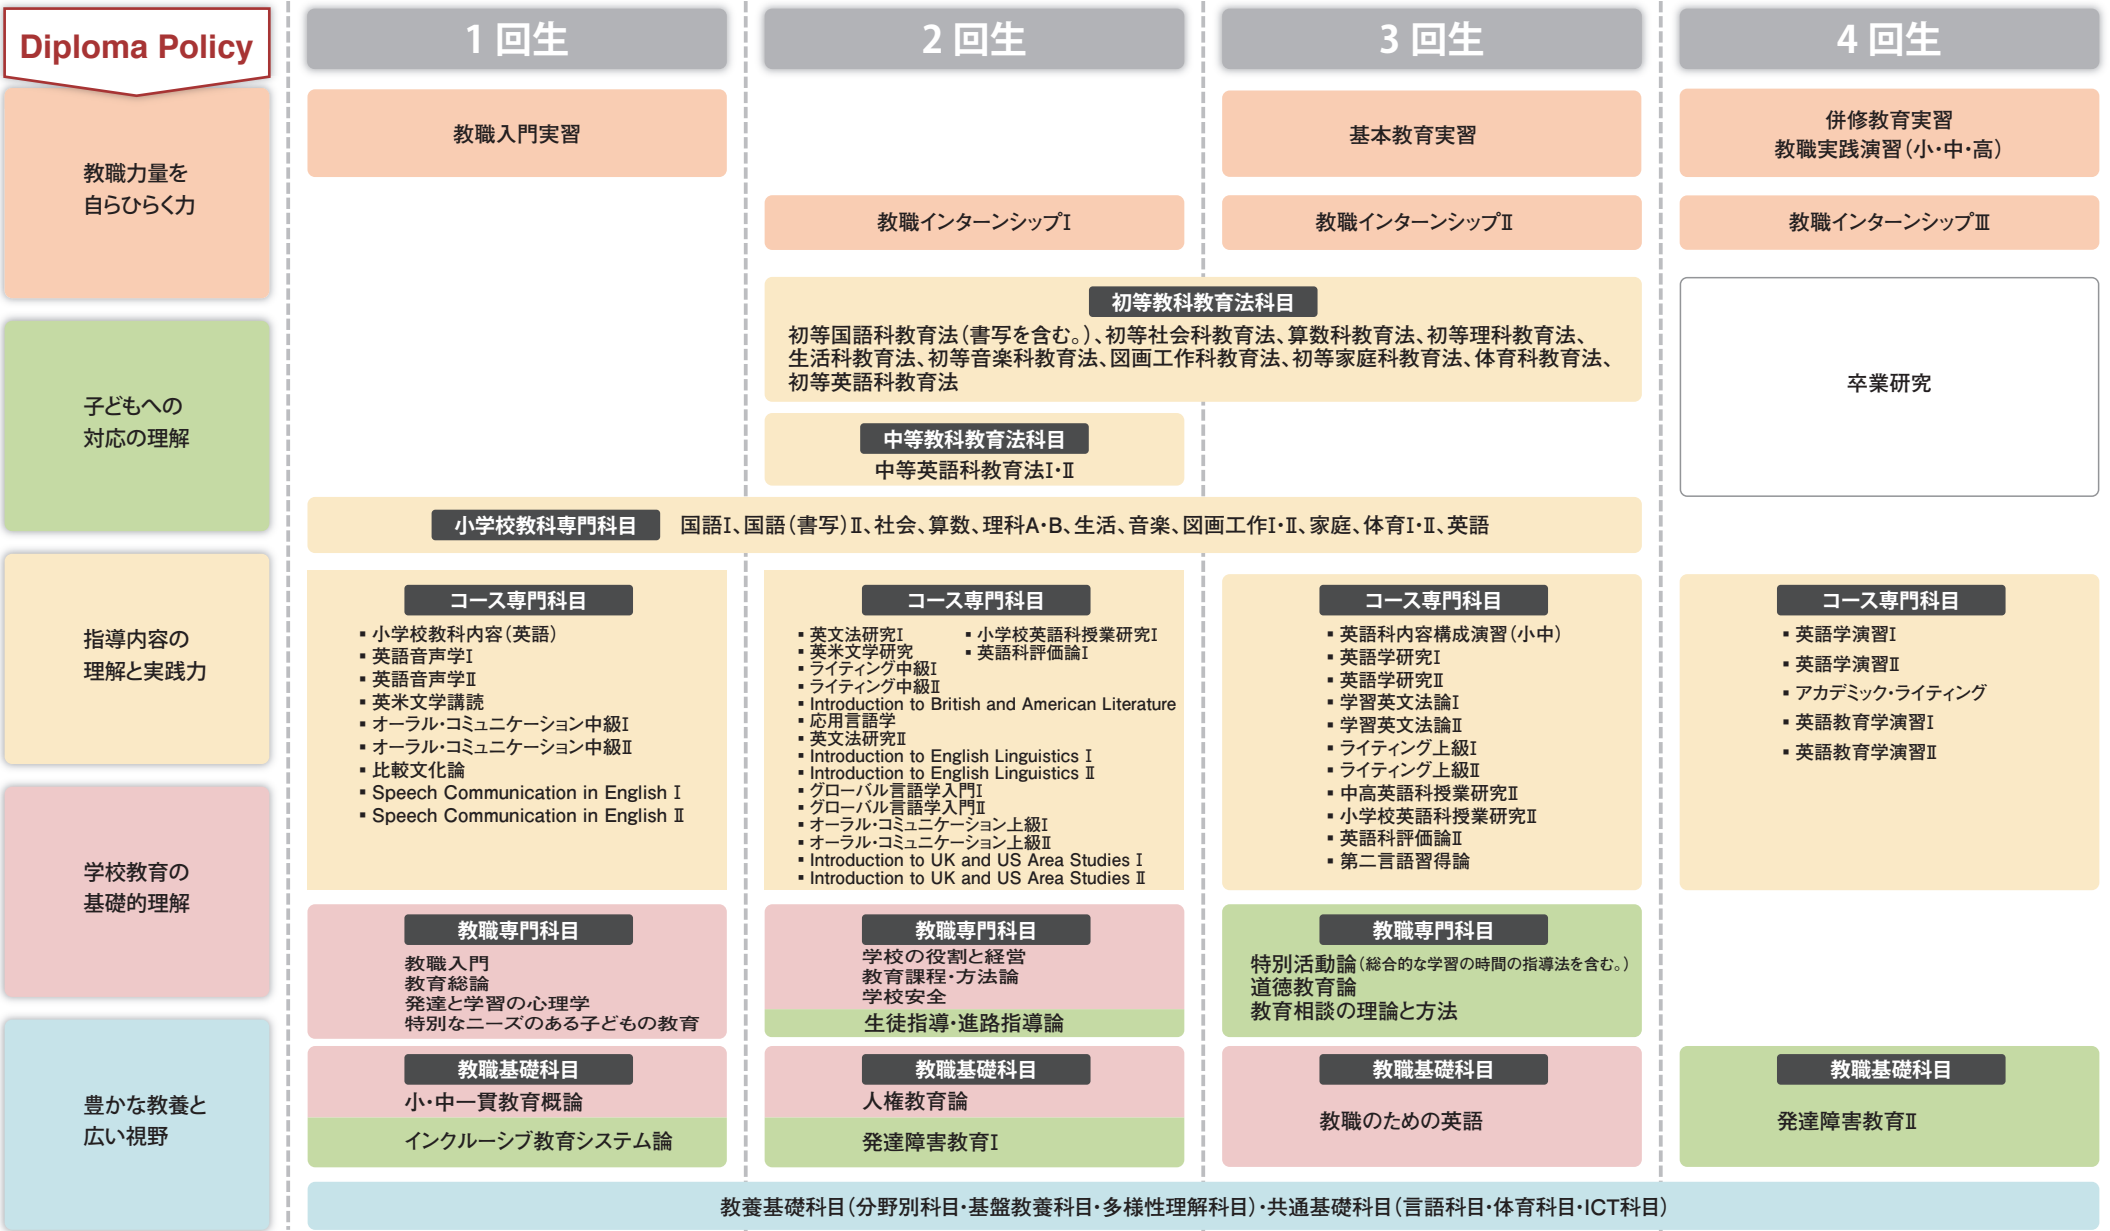 Diploma Policy
1 回生
2 回生
3 回生
4 回生
教職力量を
自らひらく力
子どもへの
対応の理解
指導内容の
理解と実践力
学校教育の
基礎的理解
豊かな教養と
広い視野
教職入門実習
基本教育実習
併修教育実習
教職実践演習(小・中・高)
教職インターンシップⅠ
教職インターンシップⅡ
教職インターンシップⅢ
初等教科教育法科目
初等国語科教育法(書写を含む。)、初等社会科教育法、算数科教育法、初等理科教育法、
生活科教育法、初等音楽科教育法、図画工作科教育法、初等家庭科教育法、体育科教育法、
初等英語科教育法
卒業研究
中等教科教育法科目
中等英語科教育法Ⅰ・Ⅱ
小学校教科専門科目 国語Ⅰ、国語(書写)Ⅱ、社会、算数、理科A・B、生活、音楽、図画工作Ⅰ・Ⅱ、家庭、体育Ⅰ・Ⅱ、英語
コース専門科目
▪ 小学校教科内容(英語)
▪ 英語音声学Ⅰ
▪ 英語音声学Ⅱ
▪ 英米文学講読
▪ オーラル・コミュニケーション中級Ⅰ
▪ オーラル・コミュニケーション中級Ⅱ
▪ 比較文化論
▪ Speech Communication in English Ⅰ
▪ Speech Communication in English Ⅱ
コース専門科目
▪ 英文法研究Ⅰ ▪ 小学校英語科授業研究Ⅰ
▪ 英米文学研究 ▪ 英語科評価論Ⅰ
▪ ライティング中級Ⅰ
▪ ライティング中級Ⅱ
▪ Introduction to British and American Literature
▪ 応用言語学
▪ 英文法研究Ⅱ
▪ Introduction to English Linguistics Ⅰ
▪ Introduction to English Linguistics Ⅱ
▪ グローバル言語学入門Ⅰ
▪ グローバル言語学入門Ⅱ
▪ オーラル・コミュニケーション上級Ⅰ
▪ オーラル・コミュニケーション上級Ⅱ
▪ Introduction to UK and US Area Studies Ⅰ
▪ Introduction to UK and US Area Studies Ⅱ
コース専門科目
▪ 英語科内容構成演習(小中)
▪ 英語学研究Ⅰ
▪ 英語学研究Ⅱ
▪ 学習英文法論Ⅰ
▪ 学習英文法論Ⅱ
▪ ライティング上級Ⅰ
▪ ライティング上級Ⅱ
▪ 中高英語科授業研究Ⅱ
▪ 小学校英語科授業研究Ⅱ
▪ 英語科評価論Ⅱ
▪ 第二言語習得論
コース専門科目
▪ 英語学演習Ⅰ
▪ 英語学演習Ⅱ
▪ アカデミック・ライティング
▪ 英語教育学演習Ⅰ
▪ 英語教育学演習Ⅱ
教職専門科目
教職入門
教育総論
発達と学習の心理学
特別なニーズのある子どもの教育
教職専門科目
学校の役割と経営
教育課程・方法論
学校安全
生徒指導・進路指導論
教職専門科目
特別活動論(総合的な学習の時間の指導法を含む。)
道徳教育論
教育相談の理論と方法
教職基礎科目
小・中一貫教育概論
インクルーシブ教育システム論
教職基礎科目
人権教育論
発達障害教育Ⅰ
教職基礎科目
教職のための英語
教職基礎科目
発達障害教育Ⅱ
教養基礎科目(分野別科目・基盤教養科目・多様性理解科目)・共通基礎科目(言語科目・体育科目・ICT科目)